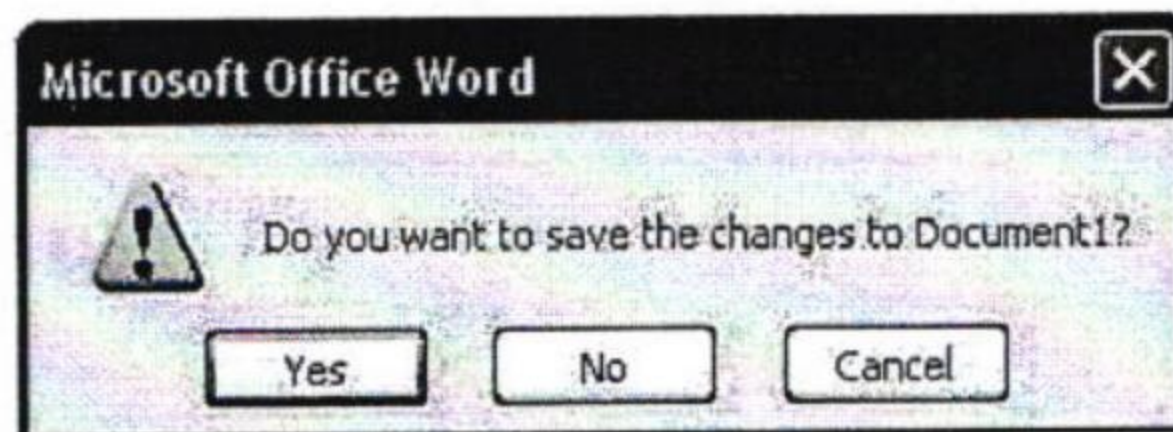 Microsoft Office Word
Do you want to save the changes to Document1?
Yes No Cancel